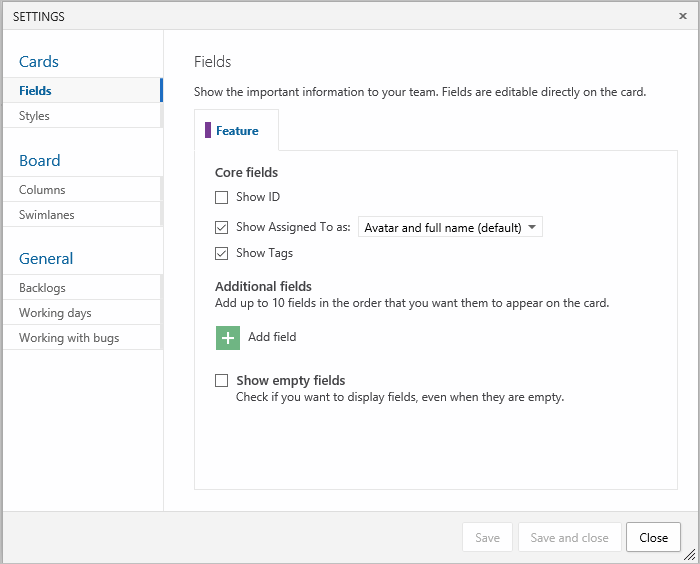 SETTINGS
Cards
Fields
Styles
Board
Columns
Swimlanes
General
Backlogs
Working days
Working with bugs
Fields
Show the important information to your team. Fields are editable directly on the card.
Feature
Core fields
Show ID
Show Assigned To as: Avatar and full name (default)
Show Tags
Additional fields
Add up to 10 fields in the order that you want them to appear on the card.
Add field
Show empty fields
Check if you want to display fields, even when they are empty.
Save Save and close Close